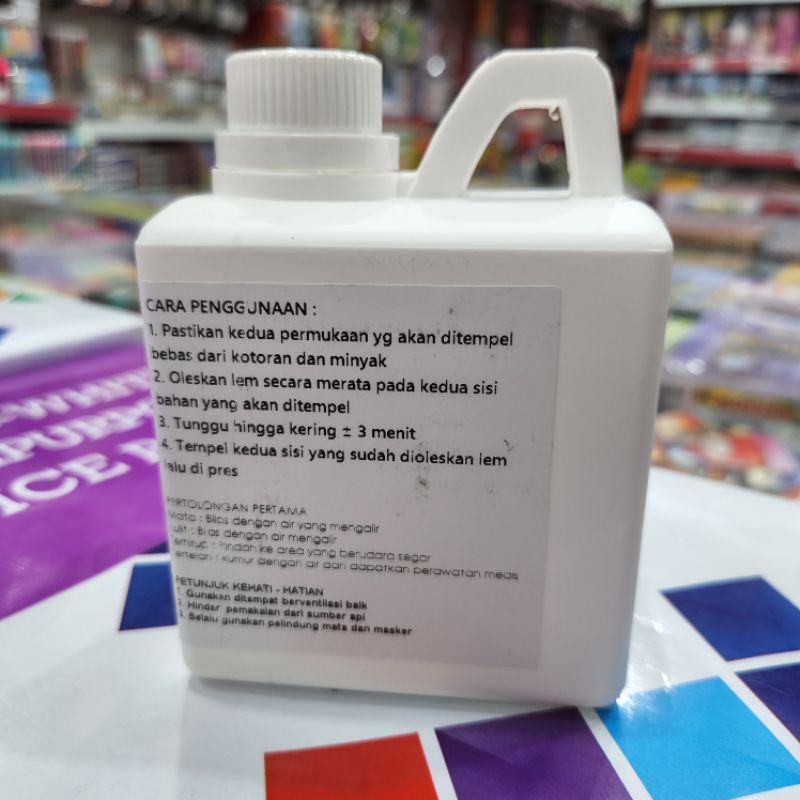 CARA PENGGUNAAN :
1. Pastikan kedua permukaan yg akan ditempel
bebas dari kotoran dan minyak
2. Oleskan lem secara merata pada kedua sisi
bahan yang akan ditempel
3. Tunggu hingga kering ± 3 menit
4. Tempel kedua sisi yang sudah dioleskan lem
lalu di pres
PERTOLONGAN PERTAMA
Mata : Bilas dengan air yang mengalir
Kulit : Bilas dengan air mengalir
Terhirup : Pindah ke area yang berudara segar
Tertelan : Kumur dengan air dan dapatkan perawatan medis
PETUNJUK KEHATI - HATIAN
1. Gunakan ditempat berventilasi baik
2. Hindari pemakaian dari sumber api
3. Selalu gunakan pelindung mata dan masker